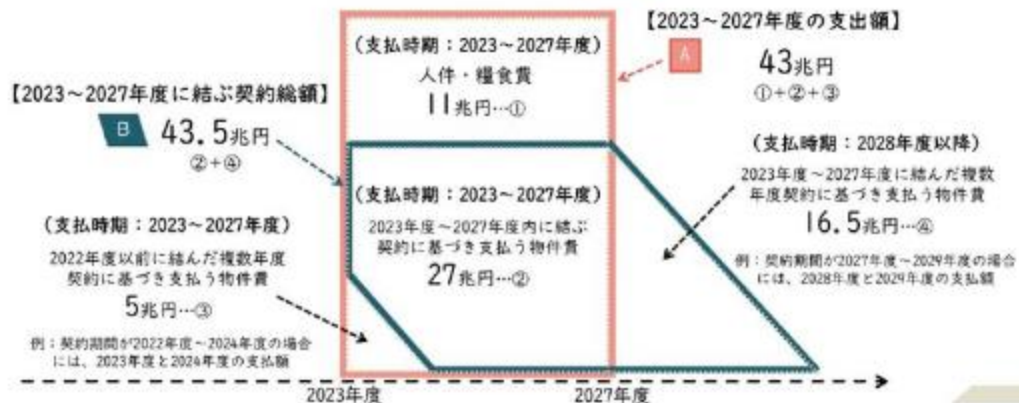 【2023～2027年度の支出額】
A
43兆円
①+②+③
（支払時期：2023～2027年度）
人件・糧食費
11兆円…①
【2023～2027年度に結ぶ契約総額】
B
43.5兆円
②+④
（支払時期：2028年度以降）
2023年度～2027年度に結んだ複数
年度契約に基づき支払う物件費
16.5兆円…④
例：契約期間が2027年度～2029年度の場合
には、2028年度と2029年度の支払額
（支払時期：2023～2027年度）
2023年度～2027年度内に結ぶ
契約に基づき支払う物件費
27兆円…②
（支払時期：2023～2027年度）
2022年度以前に結んだ複数年度
契約に基づき支払う物件費
5兆円…③
例：契約期間が2022年度～2024年度の場合
には、2023年度と2024年度の支払額
2023年度
2027年度